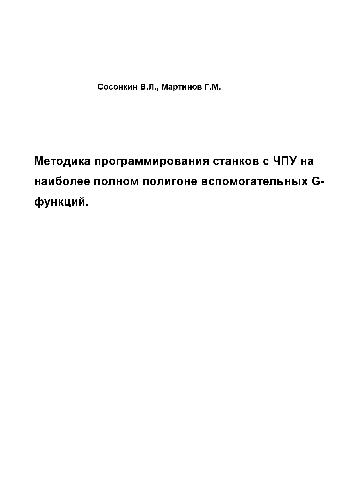 Сосонкин В.Л., Мартинов Г.М.
Методика программирования станков с ЧПУ на
наиболее полном полигоне вспомогательных G-
функций.